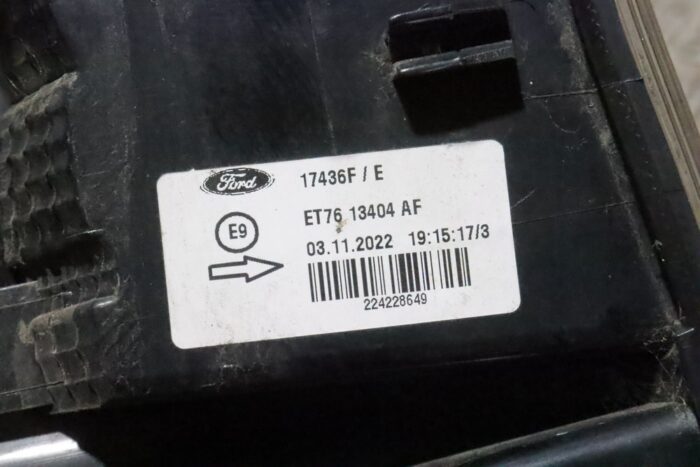 Ford 17436F / E
ET76 13404 AF
E9
03.11.2022 19:15:17/3
224228649